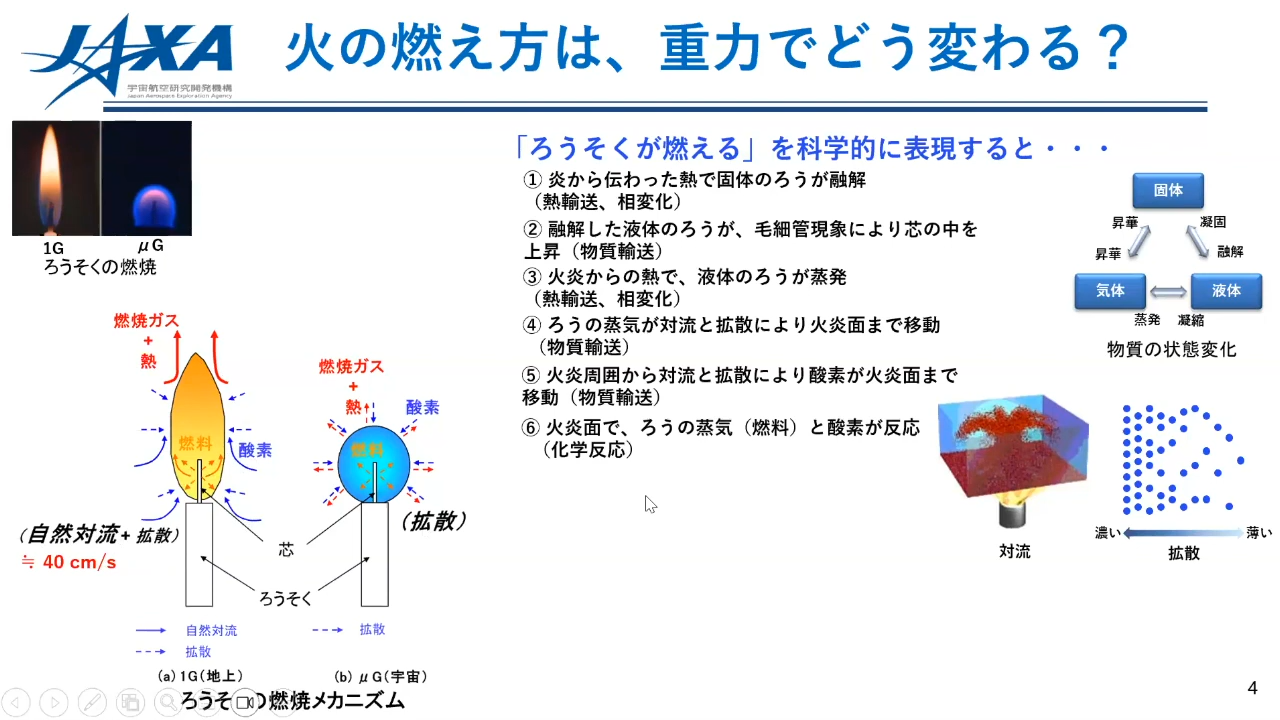 JAXA
宇宙航空研究開発機構
Japan Aerospace Exploration Agency
火の燃え方は、重力でどう変わる？
1G
μG
ろうそくの燃焼
燃焼ガス
+
熱
燃料
酸素
(自然対流+拡散)
≒ 40 cm/s
燃焼ガス
+
熱
酸素
燃料
(拡散)
芯
ろうそく
自然対流
拡散
拡散
(a) 1G(地上)
(b) μG(宇宙)
ろうそくの燃焼メカニズム
「ろうそくが燃える」を科学的に表現すると・・・
① 炎から伝わった熱で固体のろうが融解
（熱輸送、相変化）
② 融解した液体のろうが、毛細管現象により芯の中を
上昇（物質輸送）
③ 火炎からの熱で、液体のろうが蒸発
（熱輸送、相変化）
④ ろうの蒸気が対流と拡散により火炎面まで移動
（物質輸送）
⑤ 火炎周囲から対流と拡散により酸素が火炎面まで
移動（物質輸送）
⑥ 火炎面で、ろうの蒸気（燃料）と酸素が反応
（化学反応）
固体
昇華
凝固
昇華
融解
気体
液体
蒸発
凝縮
物質の状態変化
対流
濃い
薄い
拡散
4